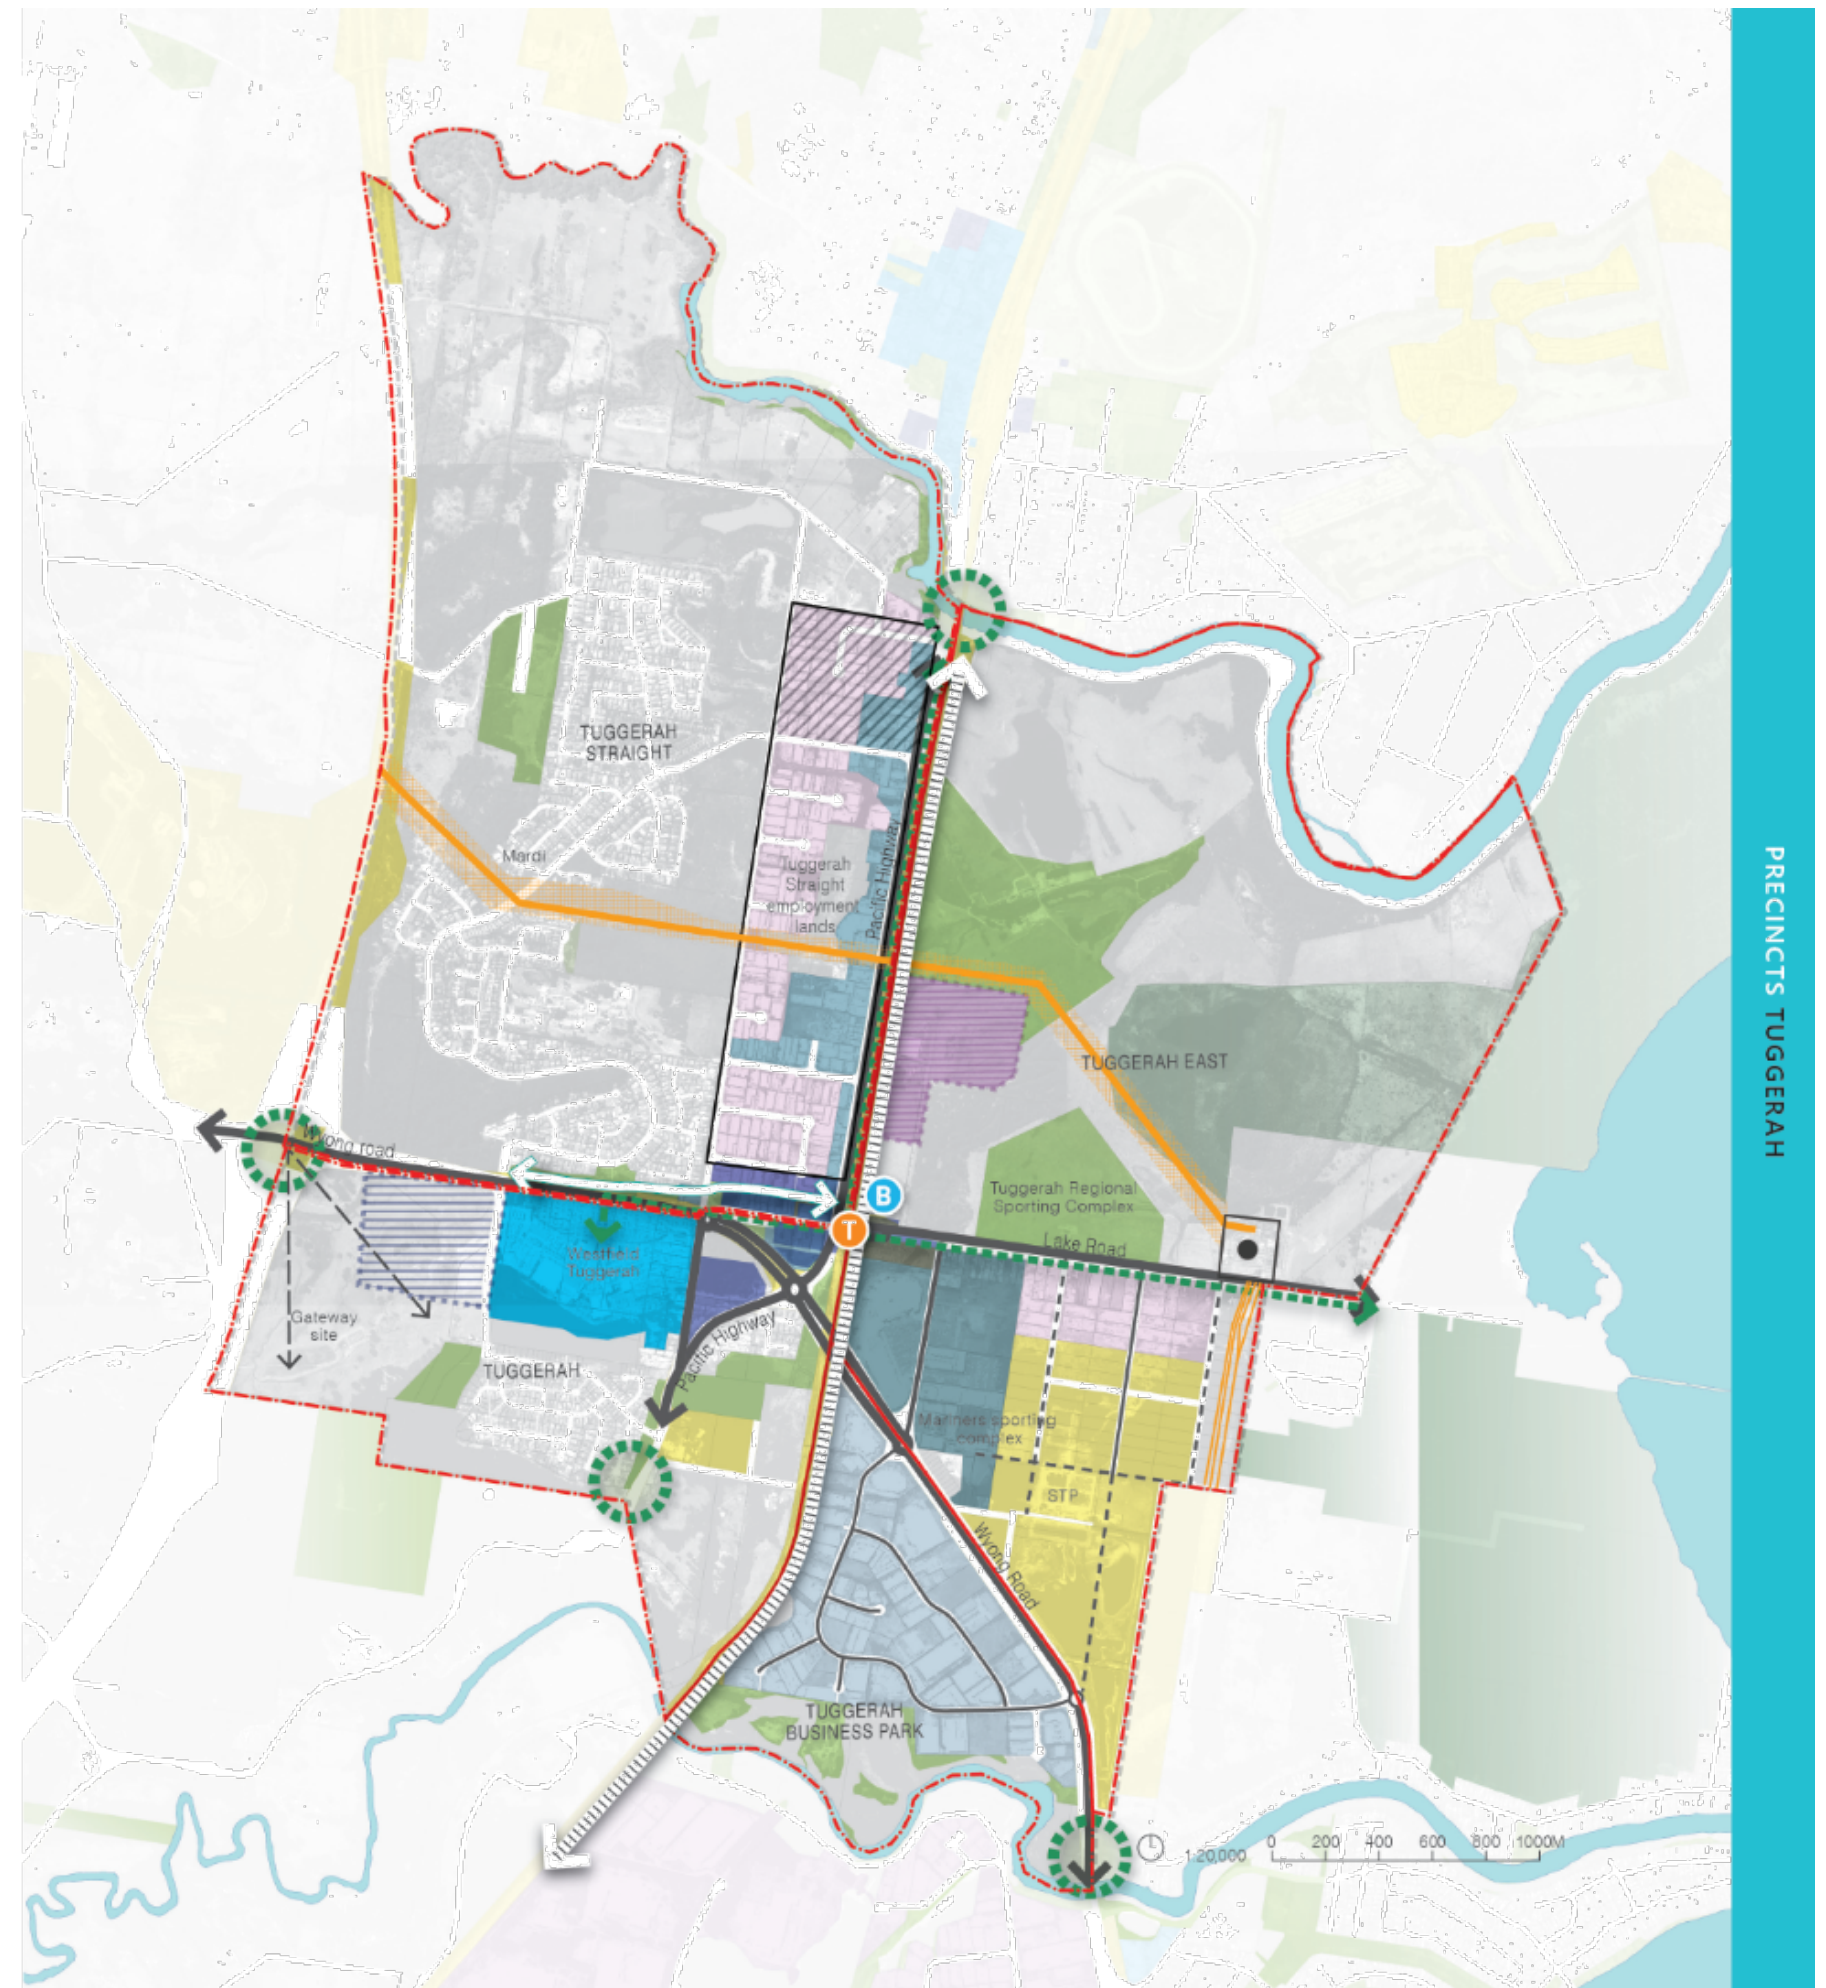 TUGGERAH
STRAIGHT
Mardi
Tuggerah
Straight
employment
lands
Pacific Highway
TUGGERAH EAST
Wyong road
B
T
Tuggerah Regional
Sporting Complex
Lake Road
Westfield
Tuggerah
Gateway
site
TUGGERAH
Pacific Highway
Mariners sporting
complex
STP
Wyong Road
TUGGERAH
BUSINESS PARK
1:20,000
0 200 400 600 800 1000M
PRECINCTS TUGGERAH